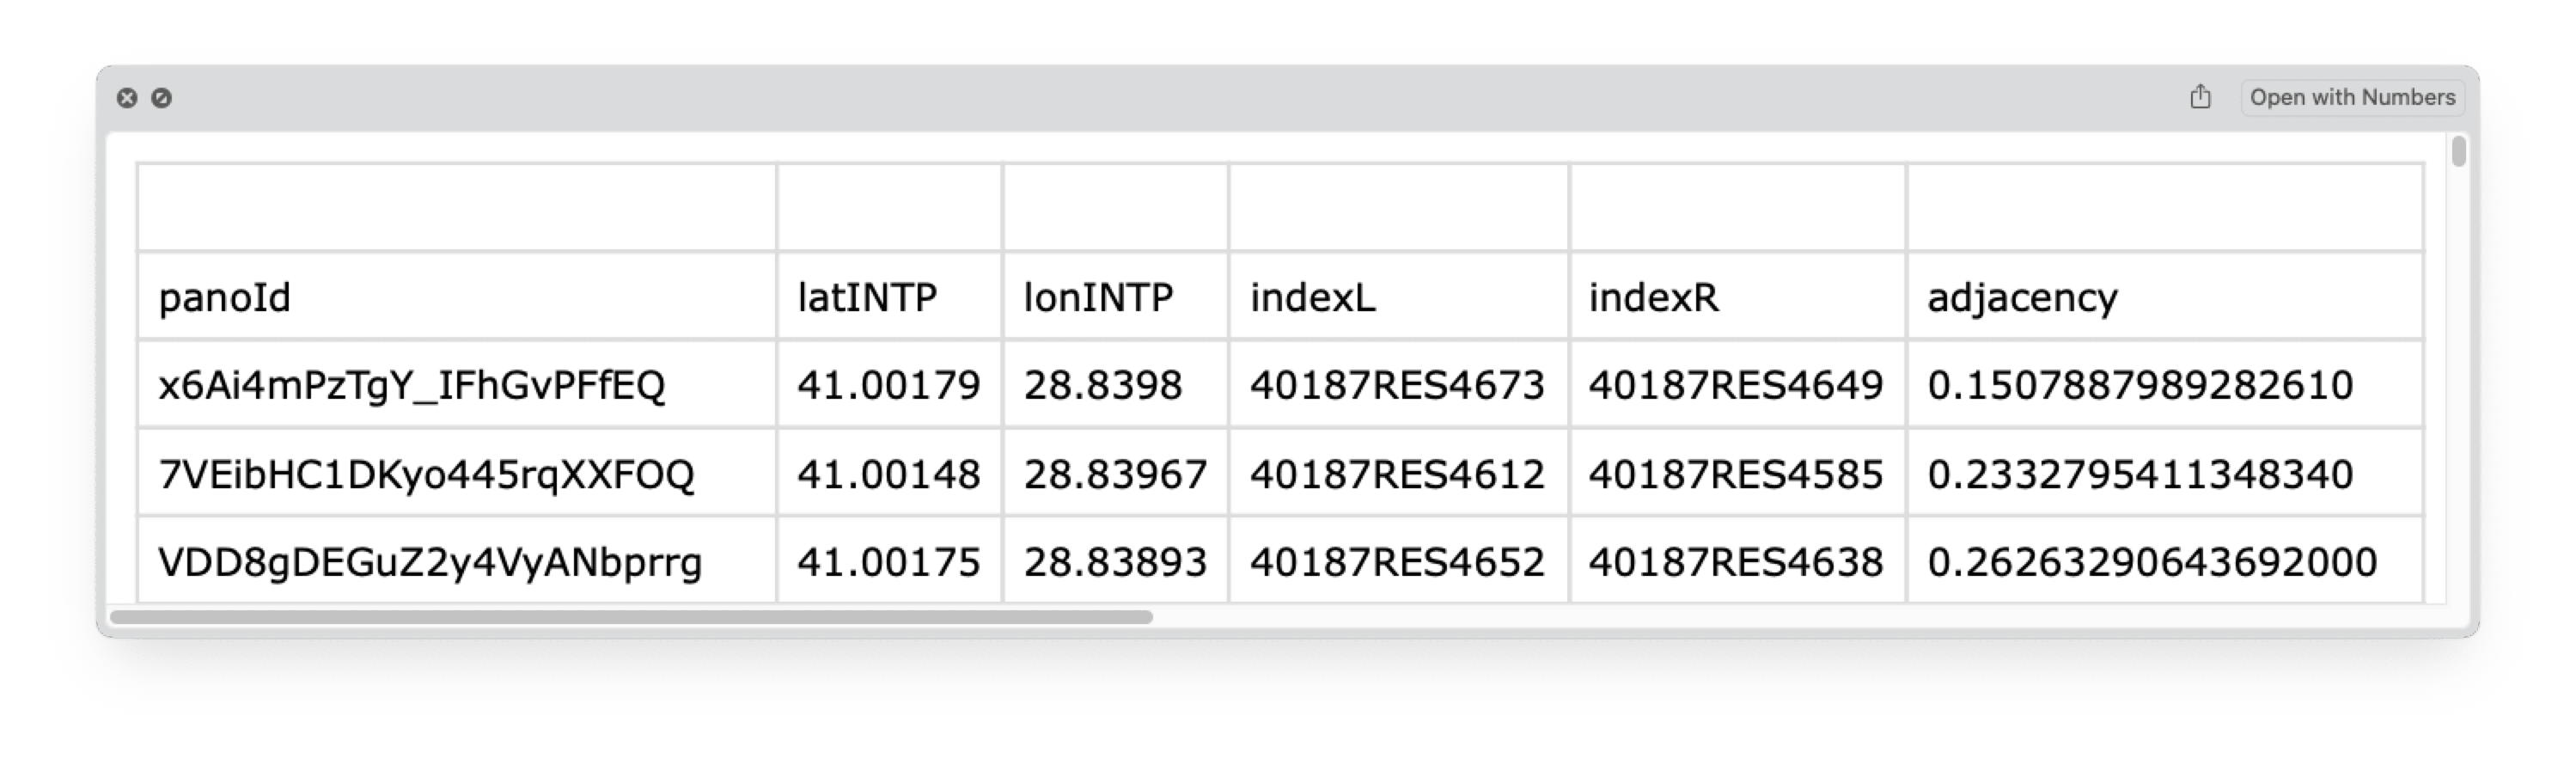 Open with Numbers
panoId latINTP lonINTP indexL indexR adjacency
x6Ai4mPzTgY_IFhGvPFfEQ 41.00179 28.8398 40187RES4673 40187RES4649 0.1507887989282610
7VEibHC1DKyo445rqXXFOQ 41.00148 28.83967 40187RES4612 40187RES4585 0.2332795411348340
VDD8gDEGuZ2y4VyANbprrg 41.00175 28.83893 40187RES4652 40187RES4638 0.26263290643692000